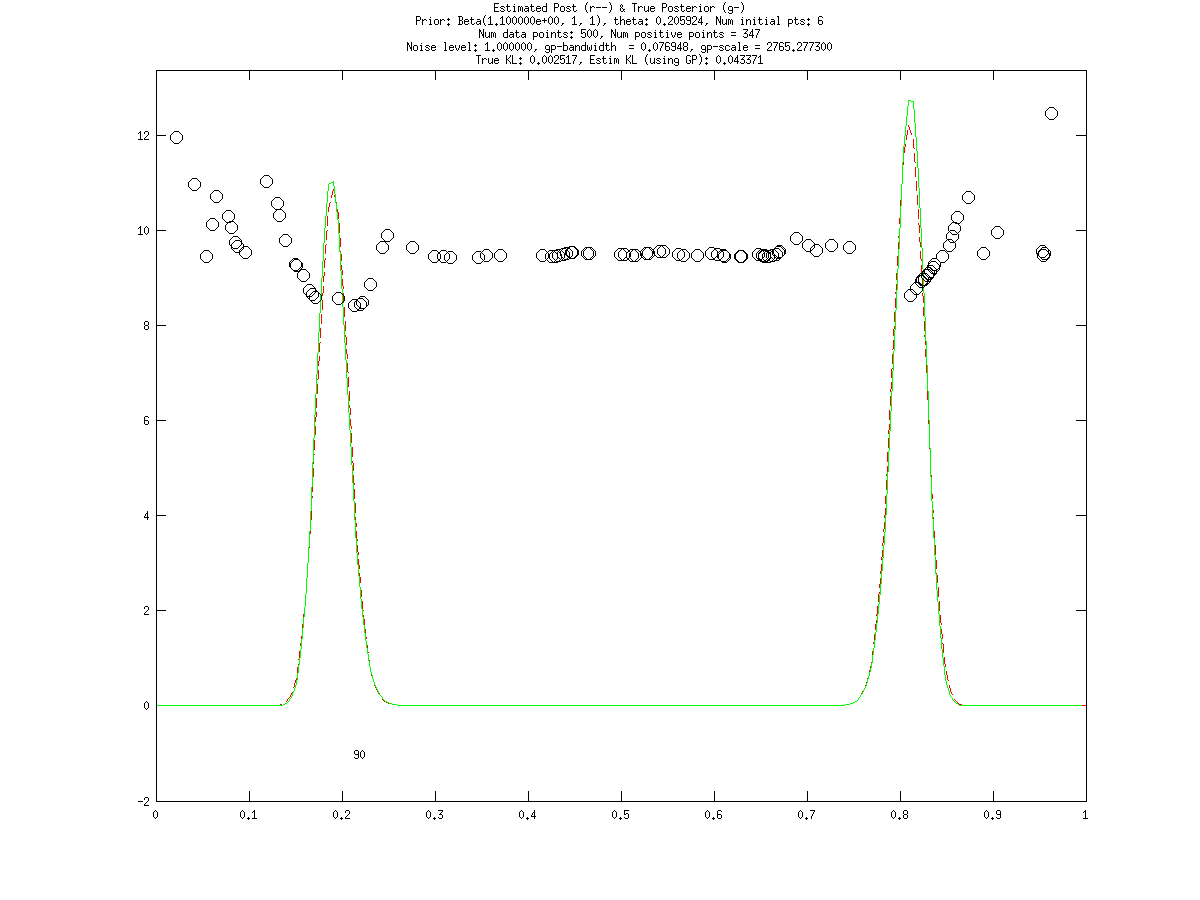 Estimated Post (r--) & True Posterior (g-)
Prior: Beta(1.100000e+00, 1, 1), theta: 0.205924, Num initial pts: 6
Num data points: 500, Num positive points = 347
Noise level: 1.000000, gp-bandwidth  = 0.076948, gp-scale = 2765.277300
True KL: 0.002517, Estim KL (using GP): 0.043371
12
10
8
6
4
2
0
90
-2
0 0.1 0.2 0.3 0.4 0.5 0.6 0.7 0.8 0.9 1